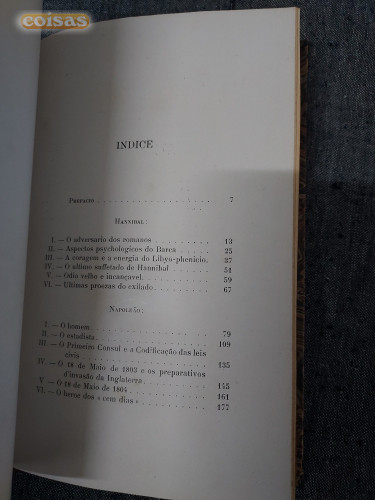 coisas
INDICE
PREFACIO 7
HANNIBAL:
I. — O adversario dos romanos 13
II. — Aspectos psychologicos do Barca 25
III. — A coragem e a energia do Libyo-phenicio. 37
IV. — O ultimo suffetado de Hannibal 51
V. — Odio velho e incansavel. 59
VI. — Ultimas proezas do exilado. 67
NAPOLEÃO:
I. — O homem 79
II. — O estadista 109
III. — O Primeiro Consul e a Codificação das leis
civis 135
IV. — O 18 de Maio de 1803 e os preparativos
d'invasão da Inglaterra 145
V. — O 18 de Maio de 1804 161
VI. — O heroe dos « cem dias » 177